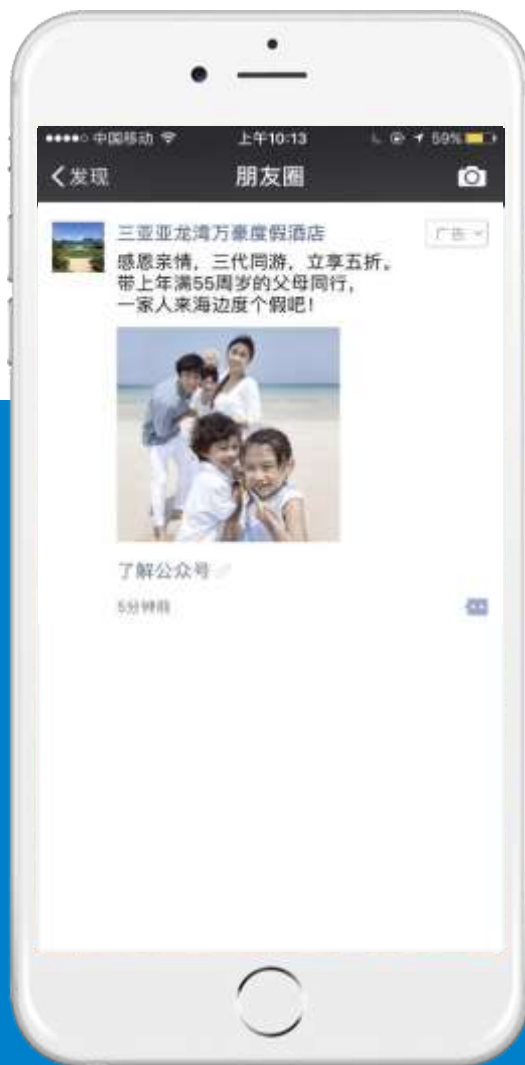 中国移动 上午10:13 59%
发现 朋友圈
三亚亚龙湾万豪度假酒店 广告
感恩亲情，三代同游，立享五折。
带上年满55周岁的父母同行，
一家人来海边度个假吧！
了解公众号
5分钟前